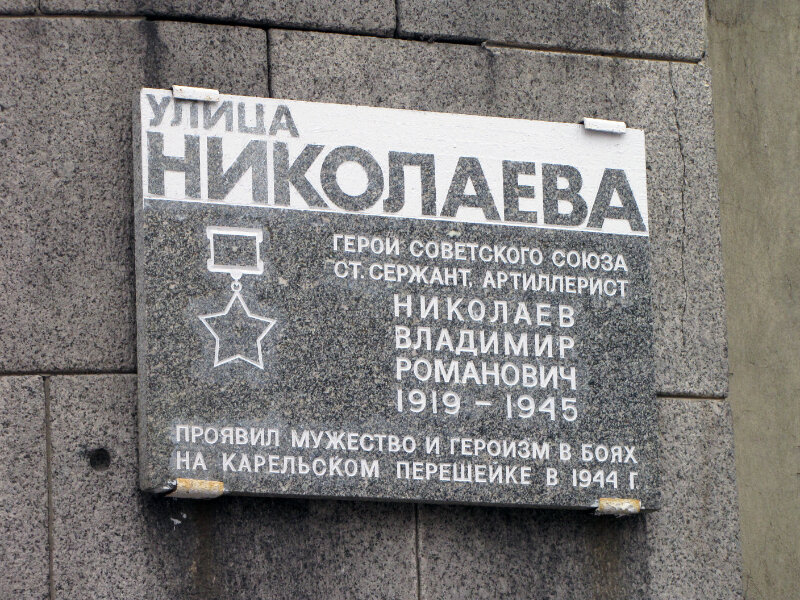 УЛИЦА
НИКОЛАЕВА
ГЕРОЙ СОВЕТСКОГО СОЮЗА
СТ. СЕРЖАНТ, АРТИЛЛЕРИСТ
НИКОЛАЕВ
ВЛАДИМИР
РОМАНОВИЧ
1919 – 1945
ПРОЯВИЛ МУЖЕСТВО И ГЕРОИЗМ В БОЯХ
НА КАРЕЛЬСКОМ ПЕРЕШЕЙКЕ В 1944 Г.